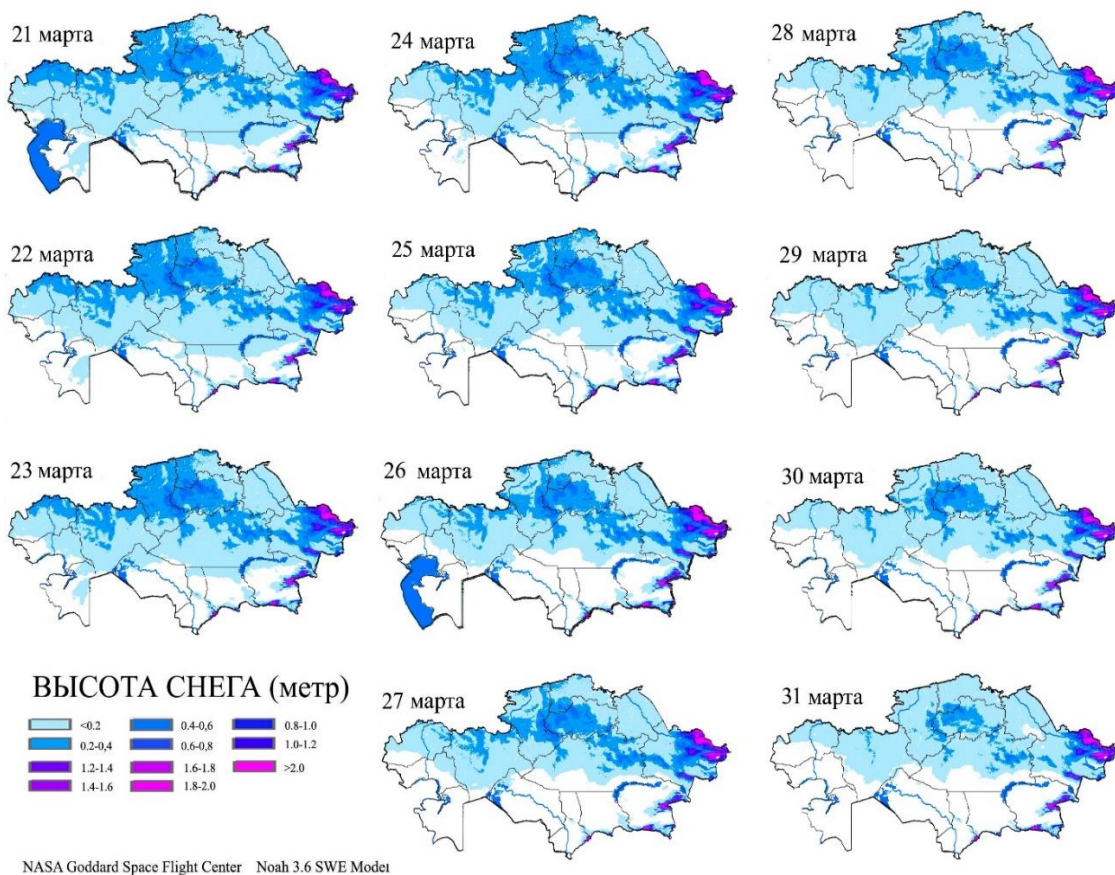 21 марта
24 марта
28 марта
22 марта
25 марта
29 марта
23 марта
26 марта
30 марта
27 марта
31 марта
ВЫСОТА СНЕГА (метр)
<0.2
0.4-0,6
0.8-1.0
0.2-0,4
0.6-0,8
1.0-1.2
1.2-1.4
1.6-1.8
>2.0
1.4-1.6
1.8-2.0
NASA Goddard Space Flight Center Noah 3.6 SWE Model